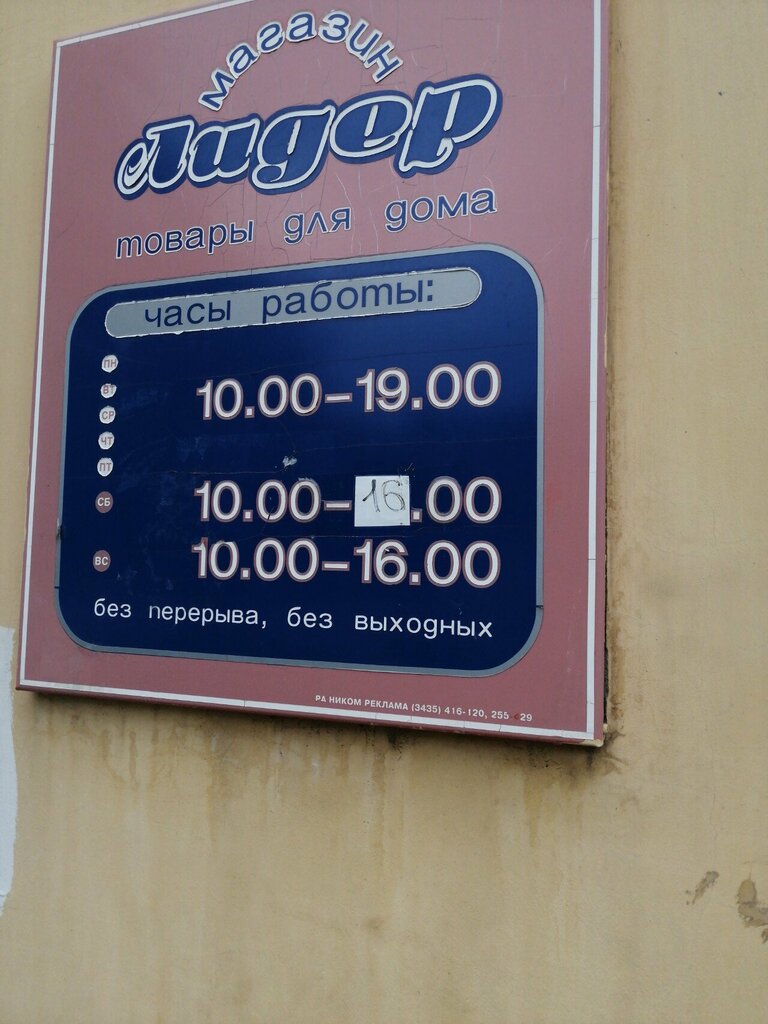 магазин
Лидер
товары для дома
часы работы:
ПН
ВТ
СР
ЧТ
ПТ
10.00-19.00
СБ 10.00-16.00
ВС 10.00-16.00
без перерыва, без выходных
РА НИКОМ РЕКЛАМА (3435) 416-120, 255 29